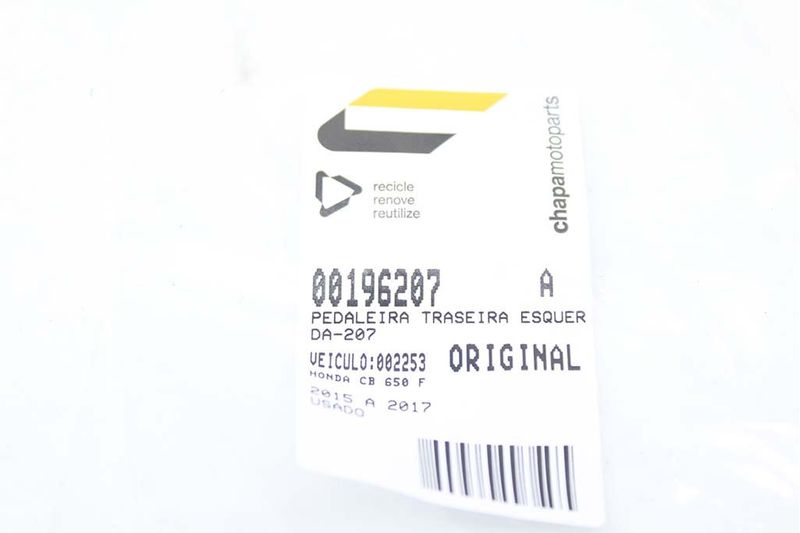 recicle
renove
reutilize
chapamotoparts
00196207 A
PEDALEIRA TRASEIRA ESQUER
DA-207
VEICULO:002253 ORIGINAL
HONDA CB 650 F
2015 A 2017
USADO